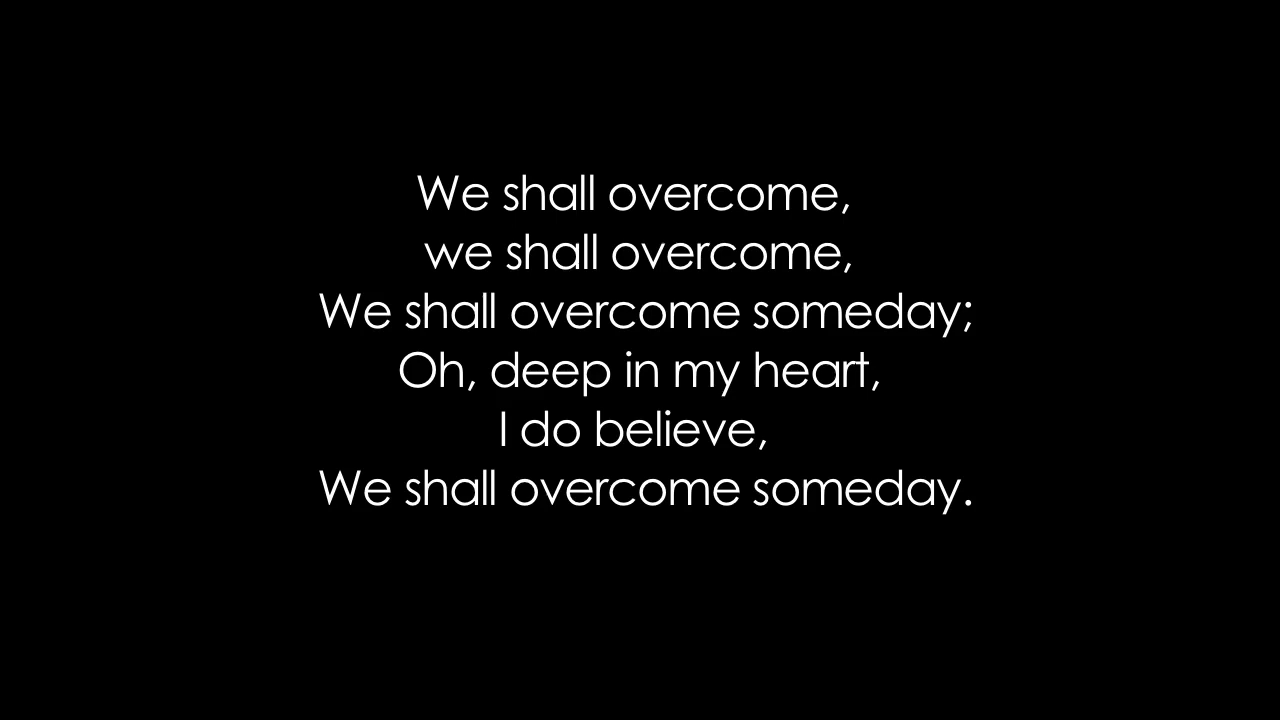 We shall overcome,
we shall overcome,
We shall overcome someday;
Oh, deep in my heart,
I do believe,
We shall overcome someday.